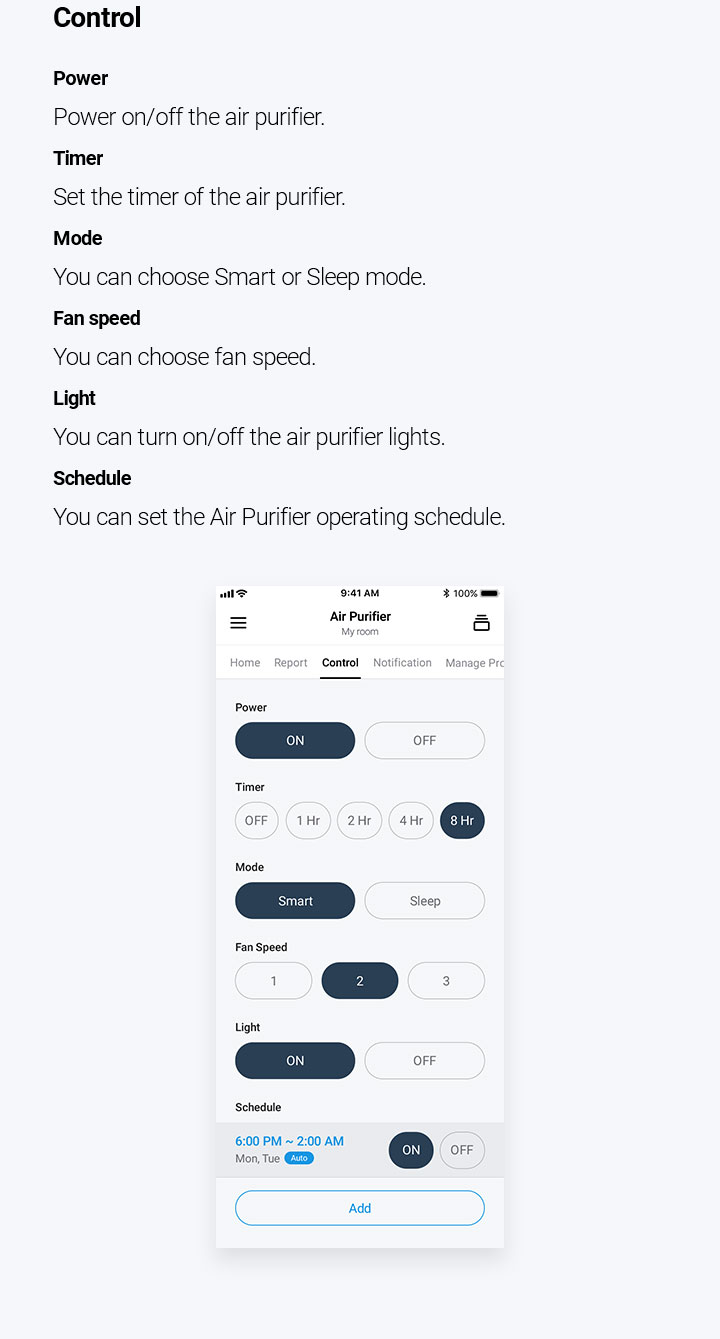 Control
Power
Power on/off the air purifier.
Timer
Set the timer of the air purifier.
Mode
You can choose Smart or Sleep mode.
Fan speed
You can choose fan speed.
Light
You can turn on/off the air purifier lights.
Schedule
You can set the Air Purifier operating schedule.
9:41 AM 100%
Air Purifier
My room
Home Report Control Notification Manage Pro
Power
ON OFF
Timer
OFF 1 Hr 2 Hr 4 Hr 8 Hr
Mode
Smart Sleep
Fan Speed
1 2 3
Light
ON OFF
Schedule
6:00 PM ~ 2:00 AM
Mon, Tue Auto
ON OFF
Add